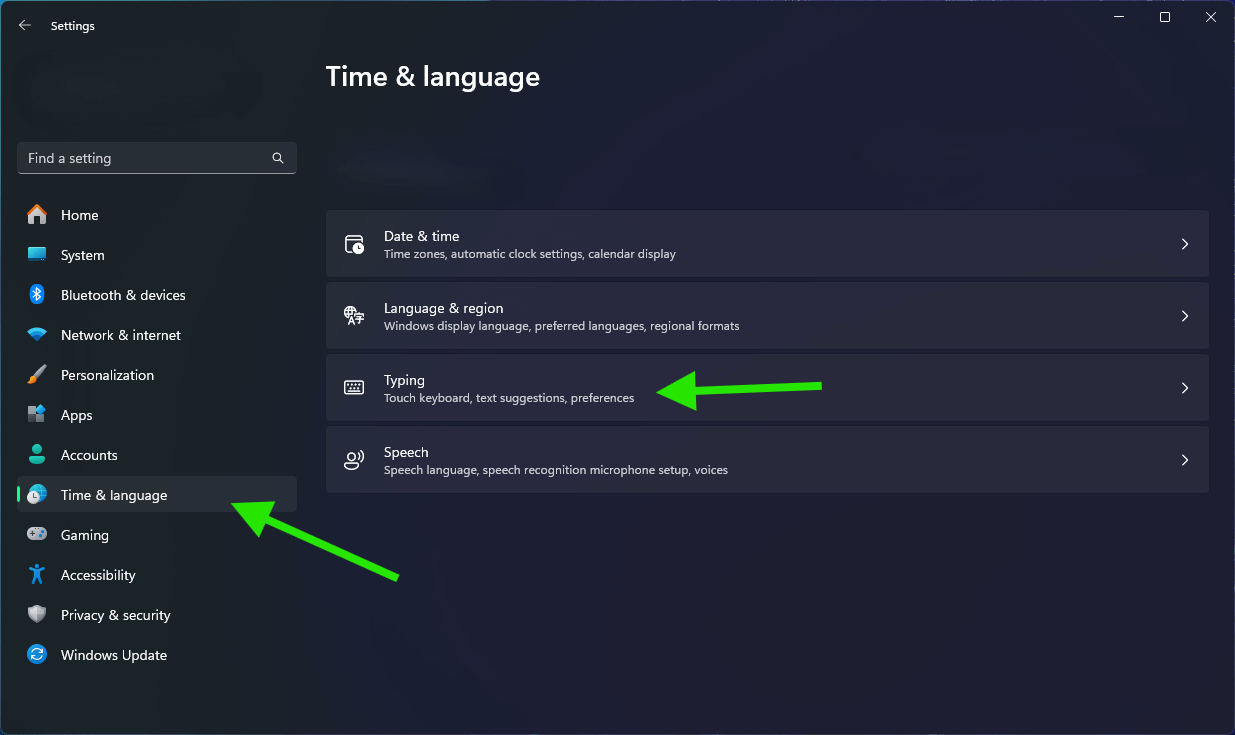 Settings
Time & language
Find a setting
Home
System
Bluetooth & devices
Network & internet
Personalization
Apps
Accounts
Time & language
Gaming
Accessibility
Privacy & security
Windows Update
Date & time
Time zones, automatic clock settings, calendar display
Language & region
Windows display language, preferred languages, regional formats
Typing
Touch keyboard, text suggestions, preferences
Speech
Speech language, speech recognition microphone setup, voices